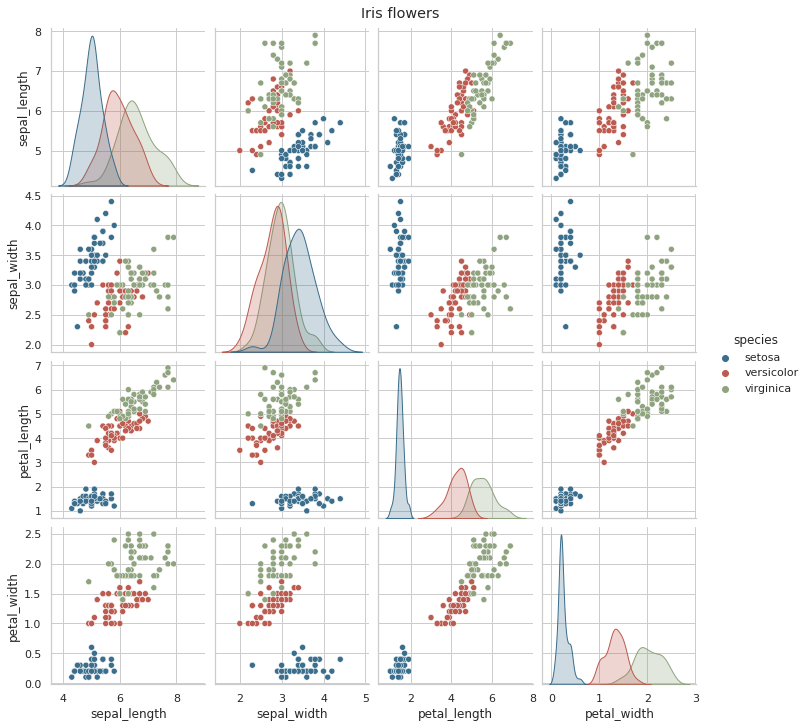 Iris flowers
sepal_length
8
7
6
5
sepal_width
4.5
4.0
3.5
3.0
2.5
2.0
species
setosa
versicolor
virginica
petal_length
7
6
5
4
3
2
1
petal_width
2.5
2.0
1.5
1.0
0.5
0.0
4 6 8
2 3 4 5
2 4 6 8
0 1 2 3
sepal_length sepal_width petal_length petal_width